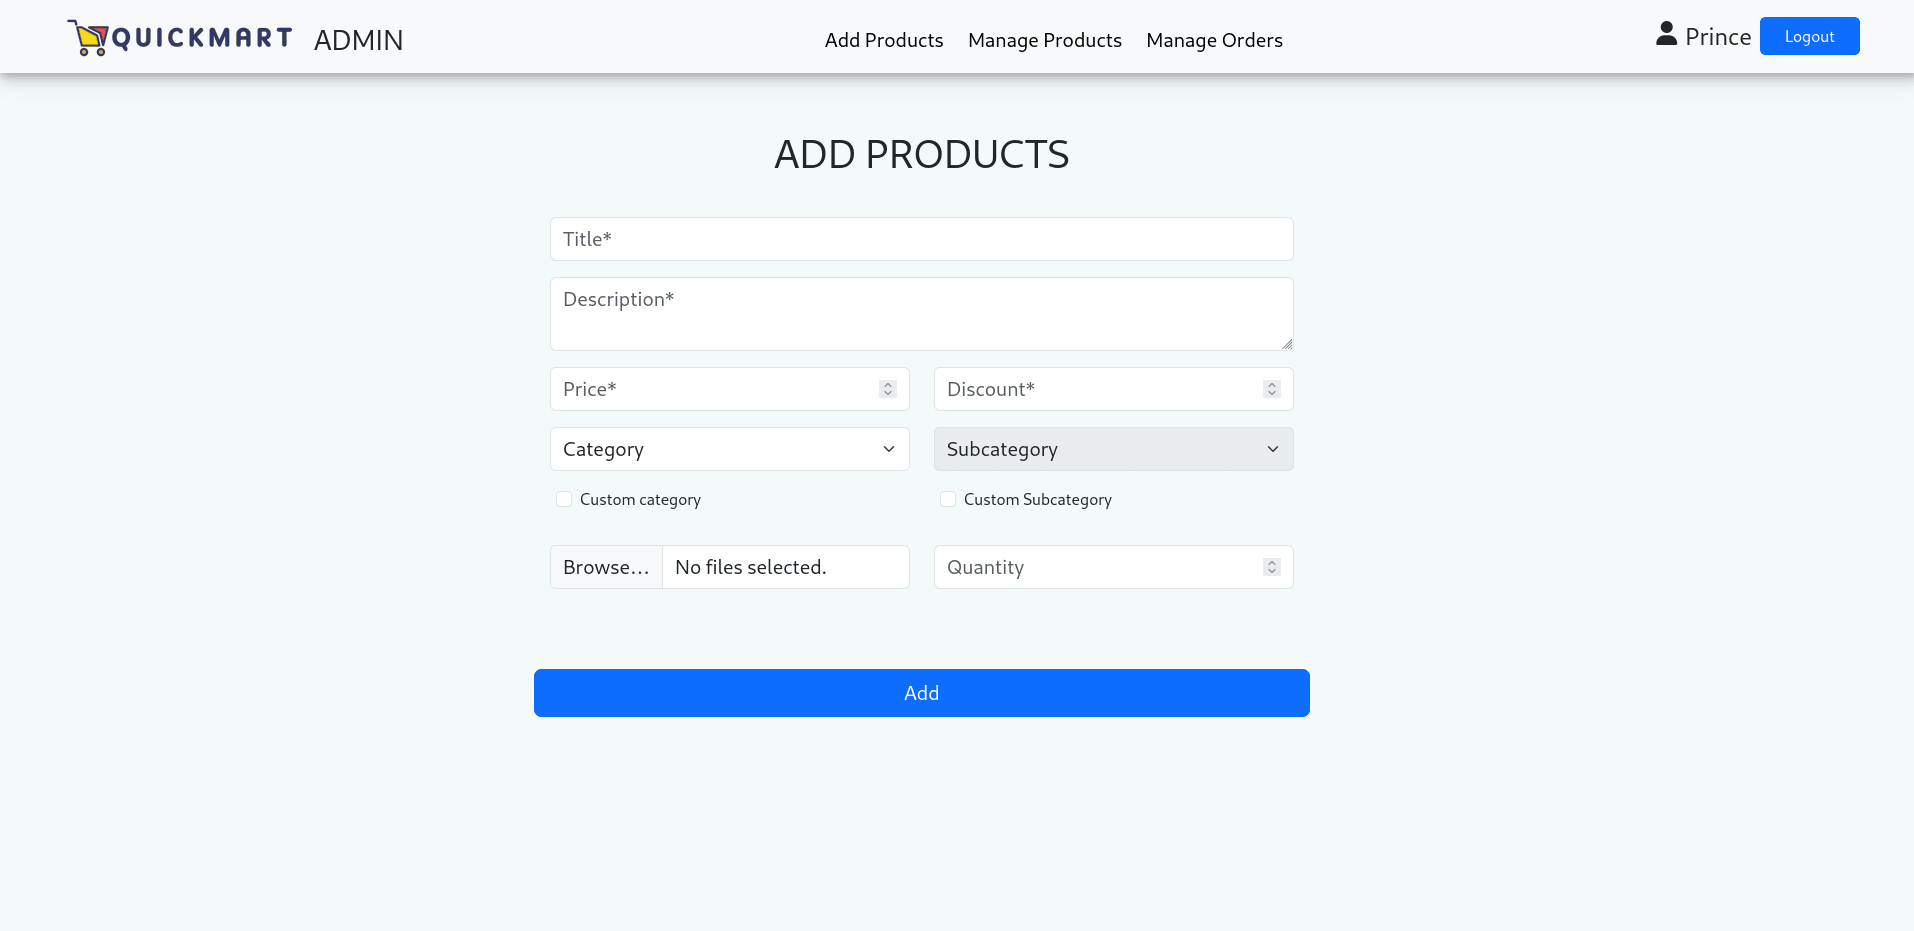 QUICKMART ADMIN Add Products Manage Products Manage Orders Prince Logout
ADD PRODUCTS
Title*
Description*
Price* Discount*
Category Subcategory
Custom category Custom Subcategory
Browse... No files selected. Quantity
Add